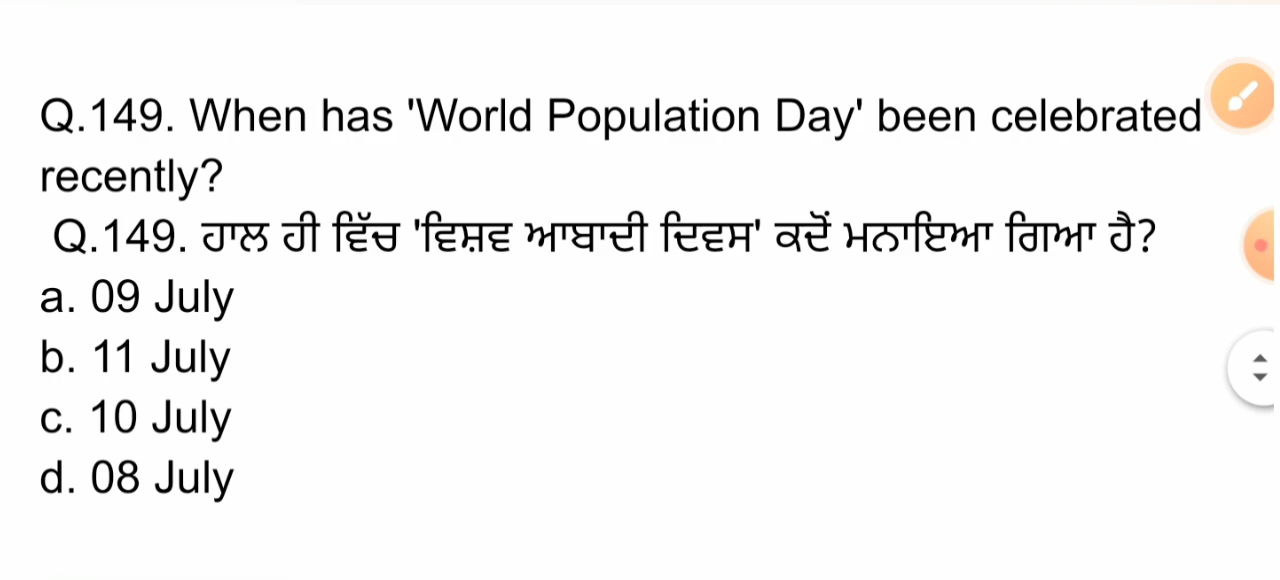 Q.149. When has 'World Population Day' been celebrated
recently?
Q.149. ਹਾਲ ਹੀ ਵਿੱਚ 'ਵਿਸ਼ਵ ਆਬਾਦੀ ਦਿਵਸ' ਕਦੋਂ ਮਨਾਇਆ ਗਿਆ ਹੈ?
a. 09 July
b. 11 July
c. 10 July
d. 08 July